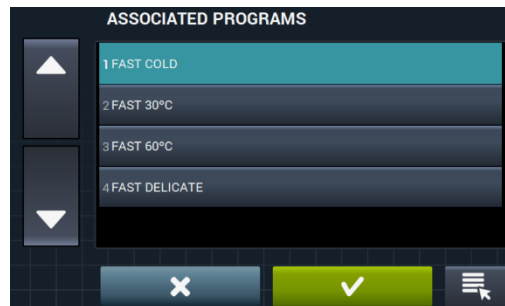 ASSOCIATED PROGRAMS
1 FAST COLD
2 FAST 30ºC
3 FAST 60ºC
4 FAST DELICATE